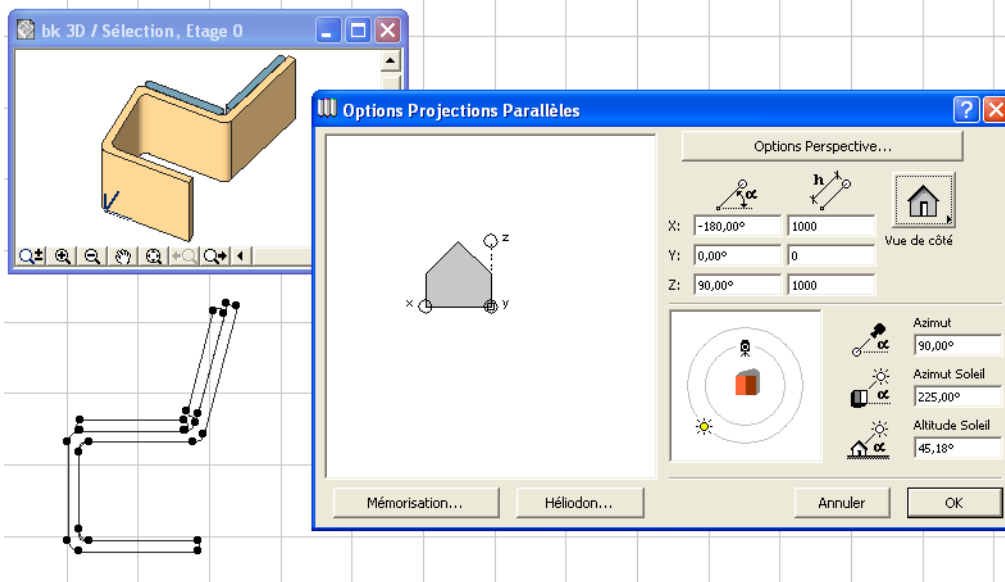 bk 3D / Sélection, Etage 0
Options Projections Parallèles
Options Perspective...
α
h
X: -180,00° 1000
Y: 0,00° 0
Z: 90,00° 1000
Vue de côté
z
x
y
Azimut
α
90,00°
Azimut Soleil
α
225,00°
Altitude Soleil
α
45,18°
Mémorisation...
Héliodon...
Annuler
OK